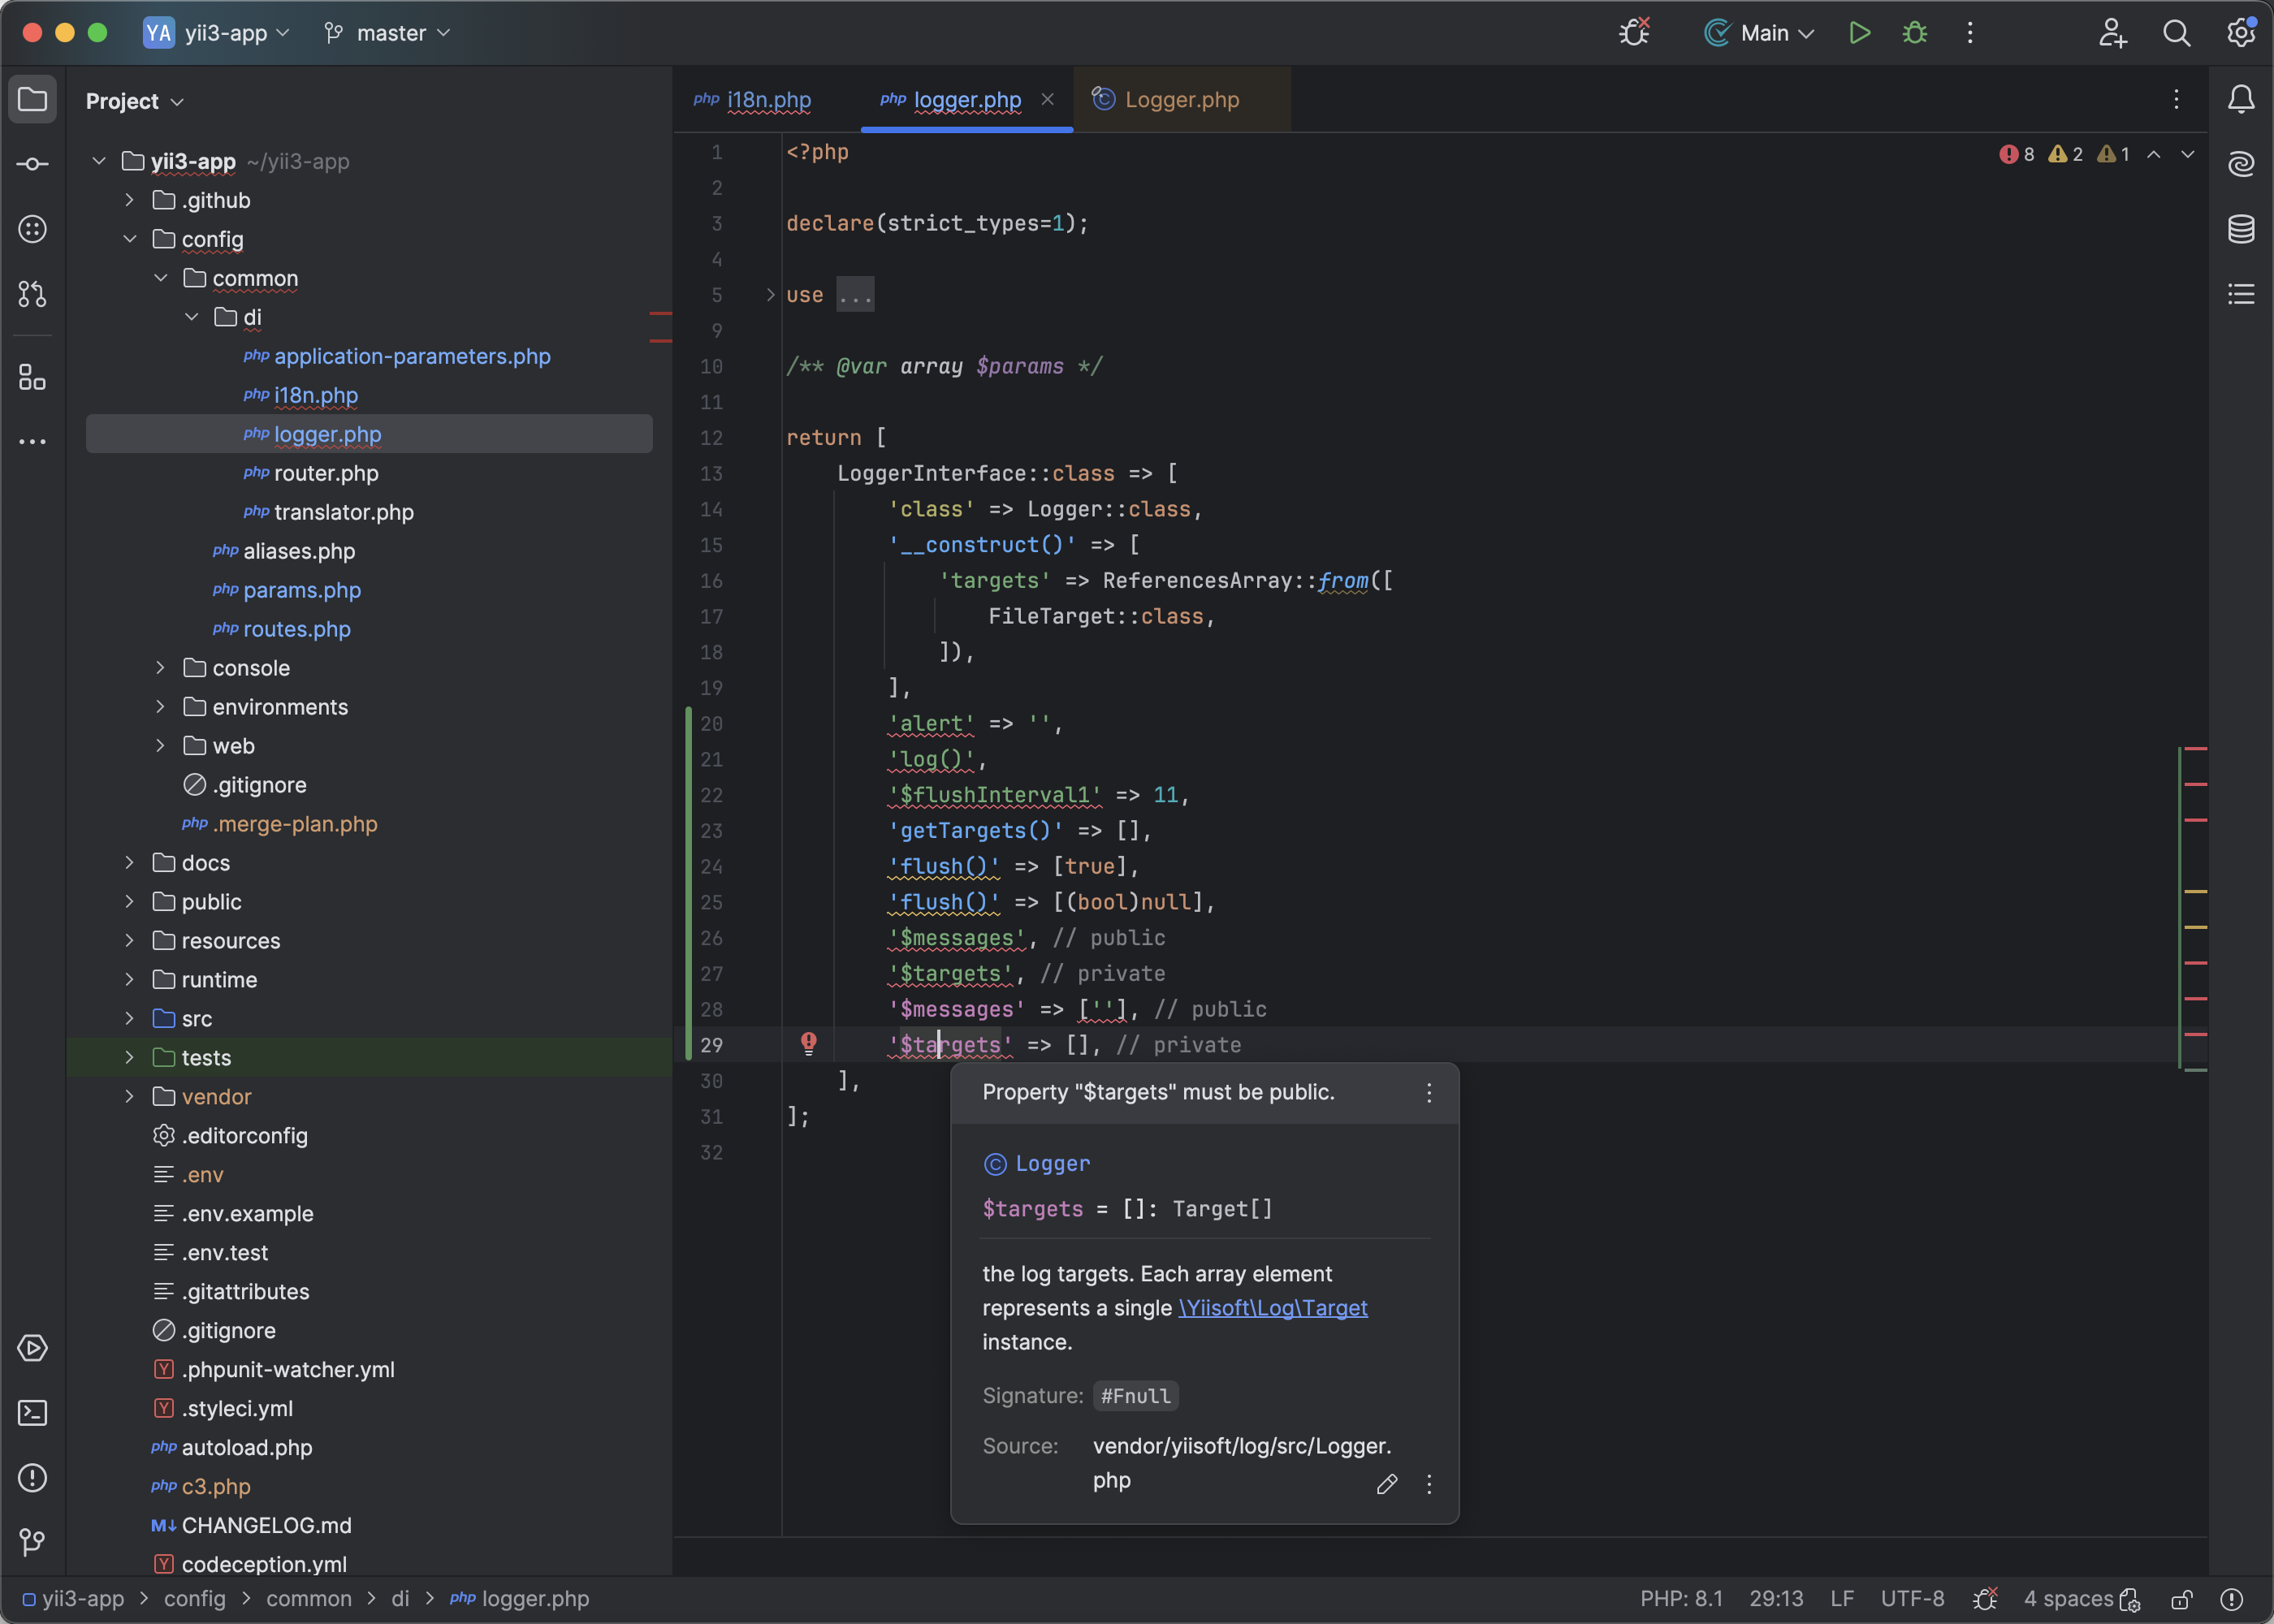 YA yii3-app master Main
Project
yii3-app ~/yii3-app
.github
config
common
di
php application-parameters.php
php i18n.php
php logger.php
php router.php
php translator.php
php aliases.php
php params.php
php routes.php
console
environments
web
.gitignore
php .merge-plan.php
docs
public
resources
runtime
src
tests
vendor
.editorconfig
.env
.env.example
.env.test
.gitattributes
.gitignore
Y .phpunit-watcher.yml
Y .styleci.yml
php autoload.php
php c3.php
M↓ CHANGELOG.md
Y codeception.yml
php i18n.php php logger.php C Logger.php
8 2 1
1 <?php
2
3 declare(strict_types=1);
4
5 use ...
9
10 /** @var array $params */
11
12 return [
13 LoggerInterface::class => [
14 'class' => Logger::class,
15 '__construct()' => [
16 'targets' => ReferencesArray::from([
17 FileTarget::class,
18 ]),
19 ],
20 'alert' => '',
21 'log()',
22 '$flushInterval1' => 11,
23 'getTargets()' => [],
24 'flush()' => [true],
25 'flush()' => [(bool)null],
26 '$messages', // public
27 '$targets', // private
28 '$messages' => [''], // public
29 '$targets' => [], // private
30 ],
31 ];
32
Property "$targets" must be public.
C Logger
$targets = []: Target[]
the log targets. Each array element
represents a single \Yiisoft\Log\Target
instance.
Signature: #Fnull
Source: vendor/yiisoft/log/src/Logger.
php
yii3-app > config > common > di > php logger.php PHP: 8.1 29:13 LF UTF-8 4 spaces